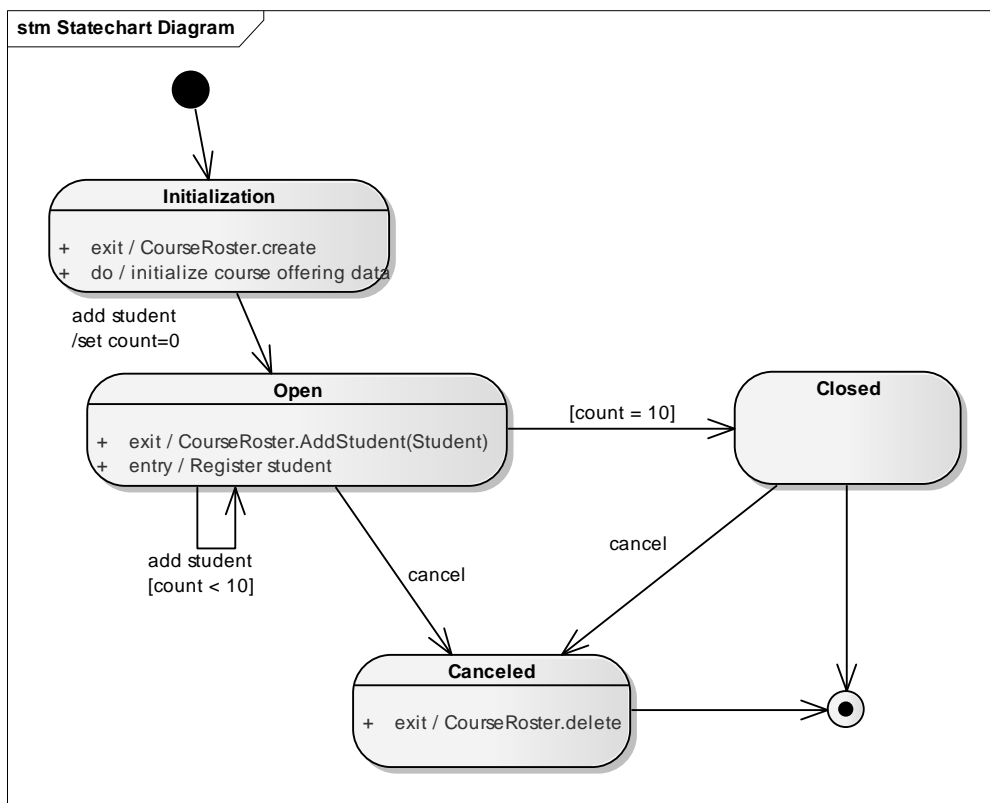 stm Statechart Diagram
Initialization
+ exit / CourseRoster.create
+ do / initialize course offering data
add student
/set count=0
Open
+ exit / CourseRoster.AddStudent(Student)
+ entry / Register student
[count = 10]
Closed
add student
[count < 10]
cancel
cancel
Canceled
+ exit / CourseRoster.delete